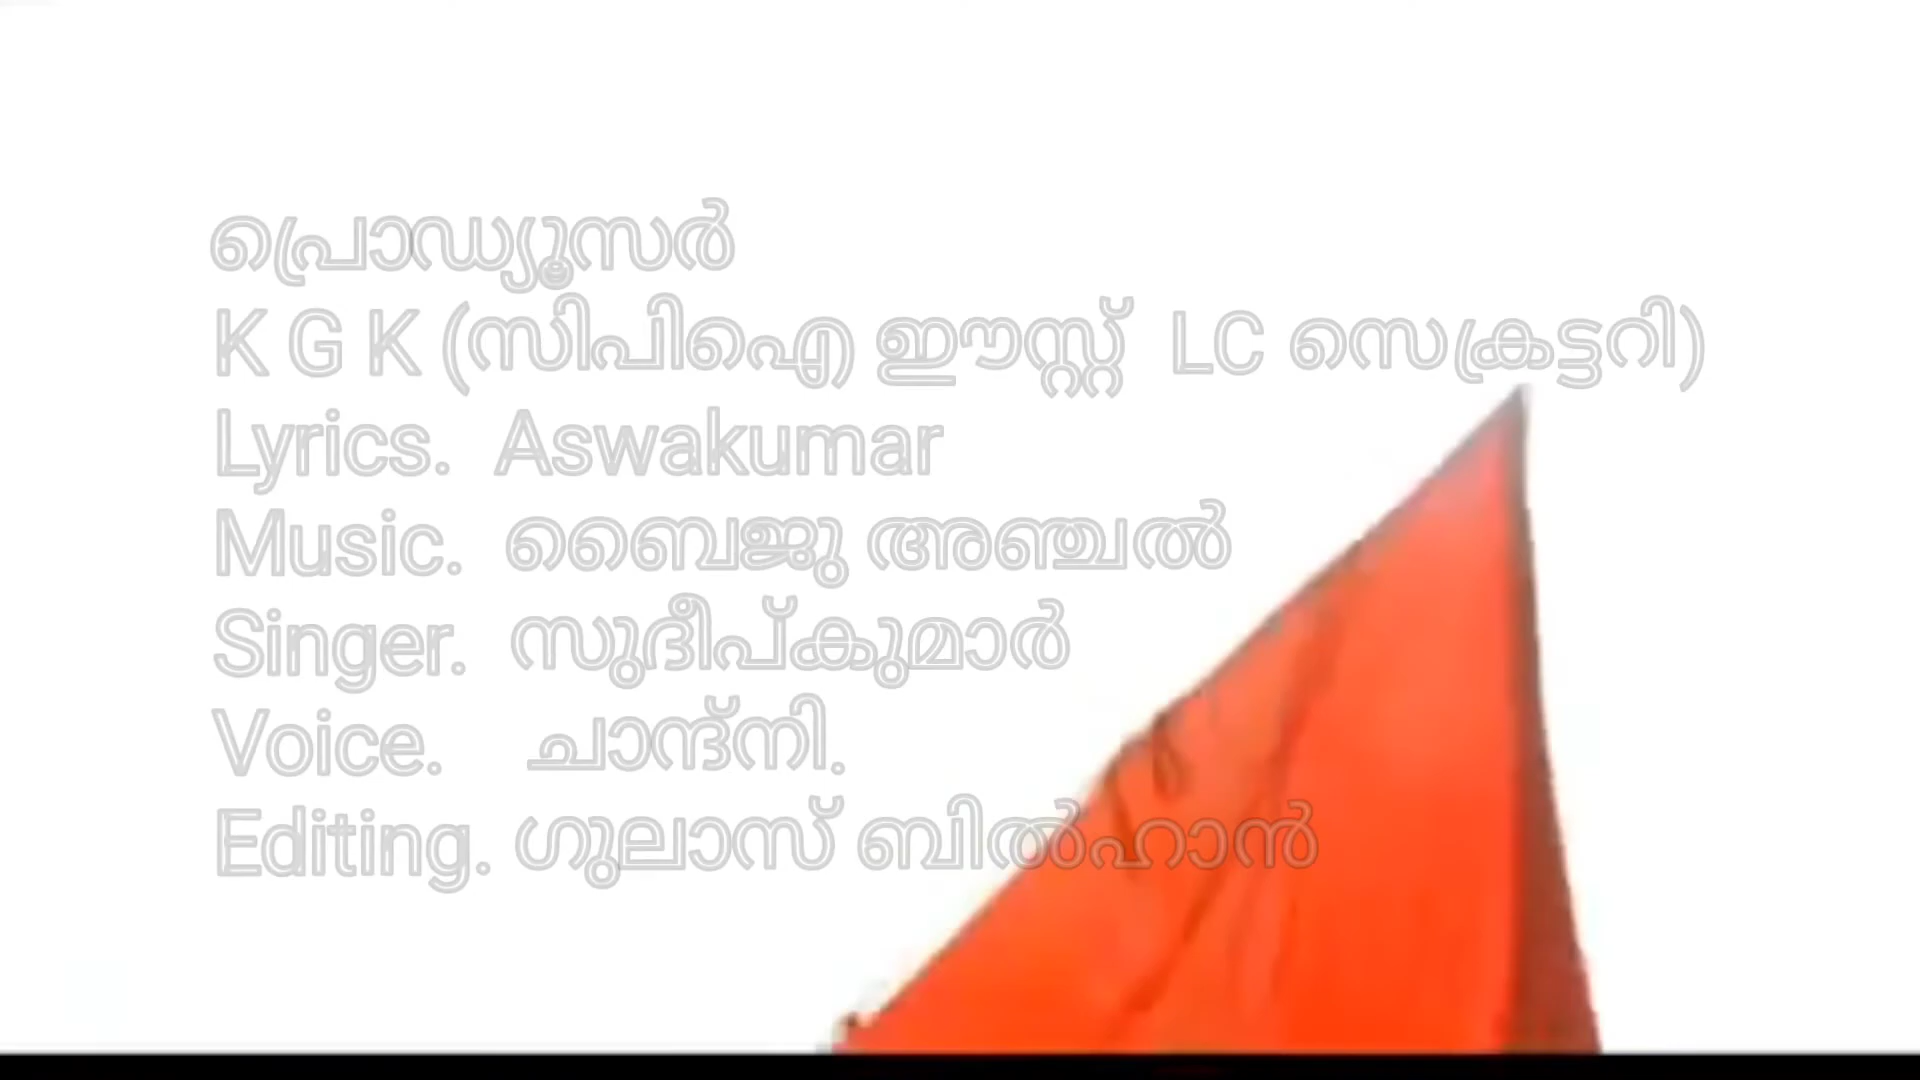 പ്രൊഡ്യൂസർ
K G K (സിപിഐ ഈസ്റ്റ് LC സെക്രട്ടറി)
Lyrics. Aswakumar
Music. ബൈജു അഞ്ചൽ
Singer. സുദീപ്കുമാർ
Voice. ചാന്ദ്നി.
Editing. ഗുലാസ് ബിൽഹാൻ